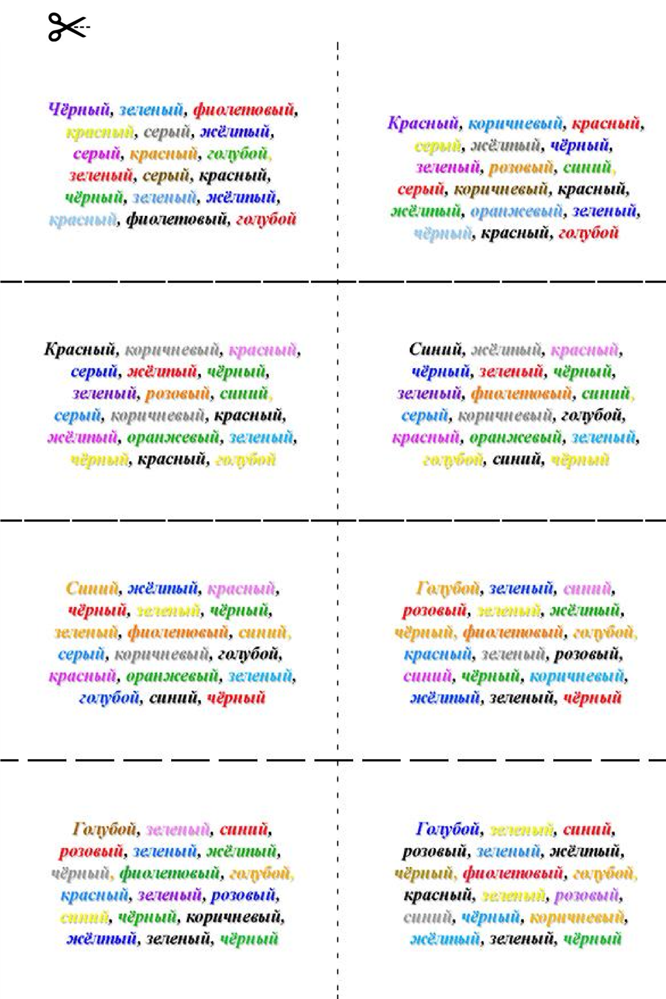 Чёрный, зеленый, фиолетовый,
красный, серый, жёлтый,
серый, красный, голубой,
зеленый, серый, красный,
чёрный, зеленый, жёлтый,
красный, фиолетовый, голубой
Красный, коричневый, красный,
серый, жёлтый, чёрный,
зеленый, розовый, синий,
серый, коричневый, красный,
жёлтый, оранжевый, зеленый,
чёрный, красный, голубой
Красный, коричневый, красный,
серый, жёлтый, чёрный,
зеленый, розовый, синий,
серый, коричневый, красный,
жёлтый, оранжевый, зеленый,
чёрный, красный, голубой
Синий, жёлтый, красный,
чёрный, зеленый, чёрный,
зеленый, фиолетовый, синий,
серый, коричневый, голубой,
красный, оранжевый, зеленый,
голубой, синий, чёрный
Синий, жёлтый, красный,
чёрный, зеленый, чёрный,
зеленый, фиолетовый, синий,
серый, коричневый, голубой,
красный, оранжевый, зеленый,
голубой, синий, чёрный
Голубой, зеленый, синий,
розовый, зеленый, жёлтый,
чёрный, фиолетовый, голубой,
красный, зеленый, розовый,
синий, чёрный, коричневый,
жёлтый, зеленый, чёрный
Голубой, зеленый, синий,
розовый, зеленый, жёлтый,
чёрный, фиолетовый, голубой,
красный, зеленый, розовый,
синий, чёрный, коричневый,
жёлтый, зеленый, чёрный
Голубой, зеленый, синий,
розовый, зеленый, жёлтый,
чёрный, фиолетовый, голубой,
красный, зеленый, розовый,
синий, чёрный, коричневый,
жёлтый, зеленый, чёрный